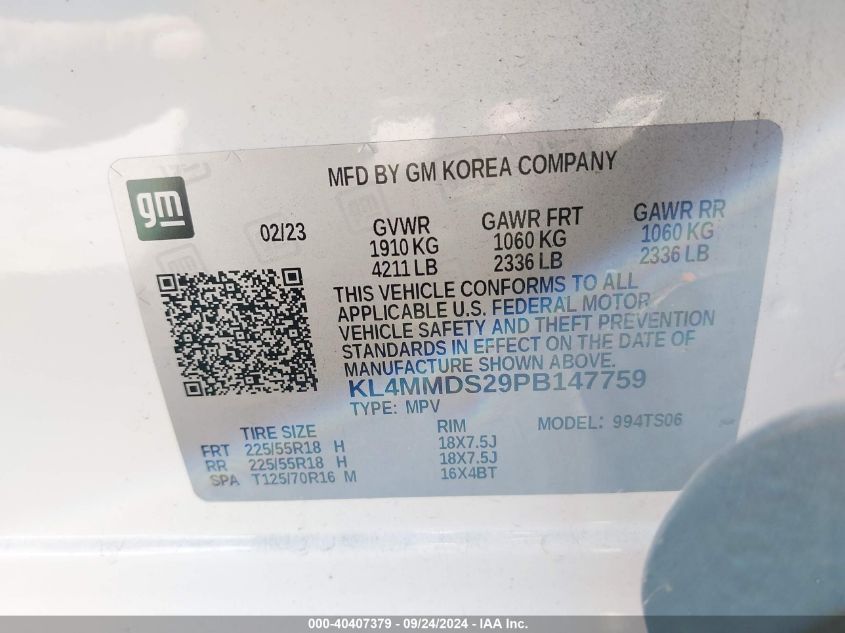 MFD BY GM KOREA COMPANY
gm
02/23
GVWR
1910 KG
4211 LB
GAWR FRT
1060 KG
2336 LB
GAWR RR
1060 KG
2336 LB
THIS VEHICLE CONFORMS TO ALL
APPLICABLE U.S. FEDERAL MOTOR
VEHICLE SAFETY AND THEFT PREVENTION
STANDARDS IN EFFECT ON THE DATE OF
MANUFACTURE SHOWN ABOVE.
KL4MMDS29PB147759
TYPE: MPV
MODEL: 994TS06
TIRE SIZE RIM
FRT 225/55R18 H 18X7.5J
RR 225/55R18 H 18X7.5J
SPA T125/70R16 M 16X4BT
000-40407379 - 09/24/2024 - IAA Inc.